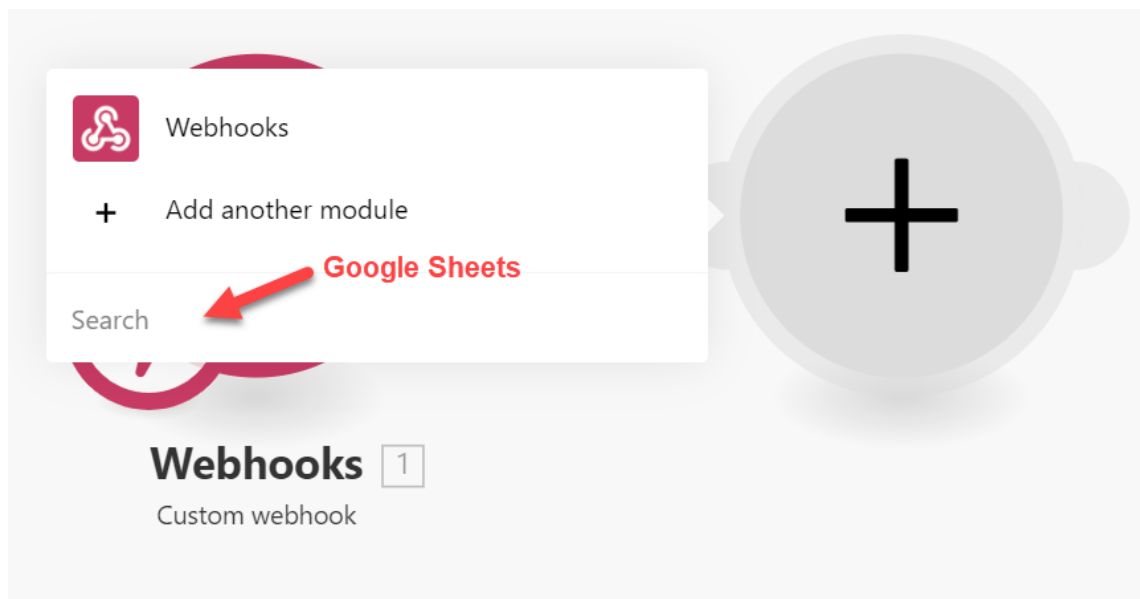 Webhooks
+ Add another module
Google Sheets
Search
Webhooks 1
Custom webhook